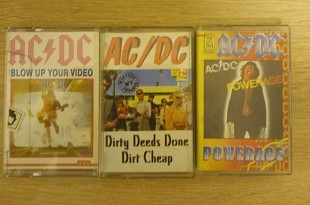 AC⚡DC
BLOW UP YOUR VIDEO
AC/DC
Dirty Deeds Done
Dirt Cheap
AC⚡DC
AC/DC
POWERAGE
POWERAGE